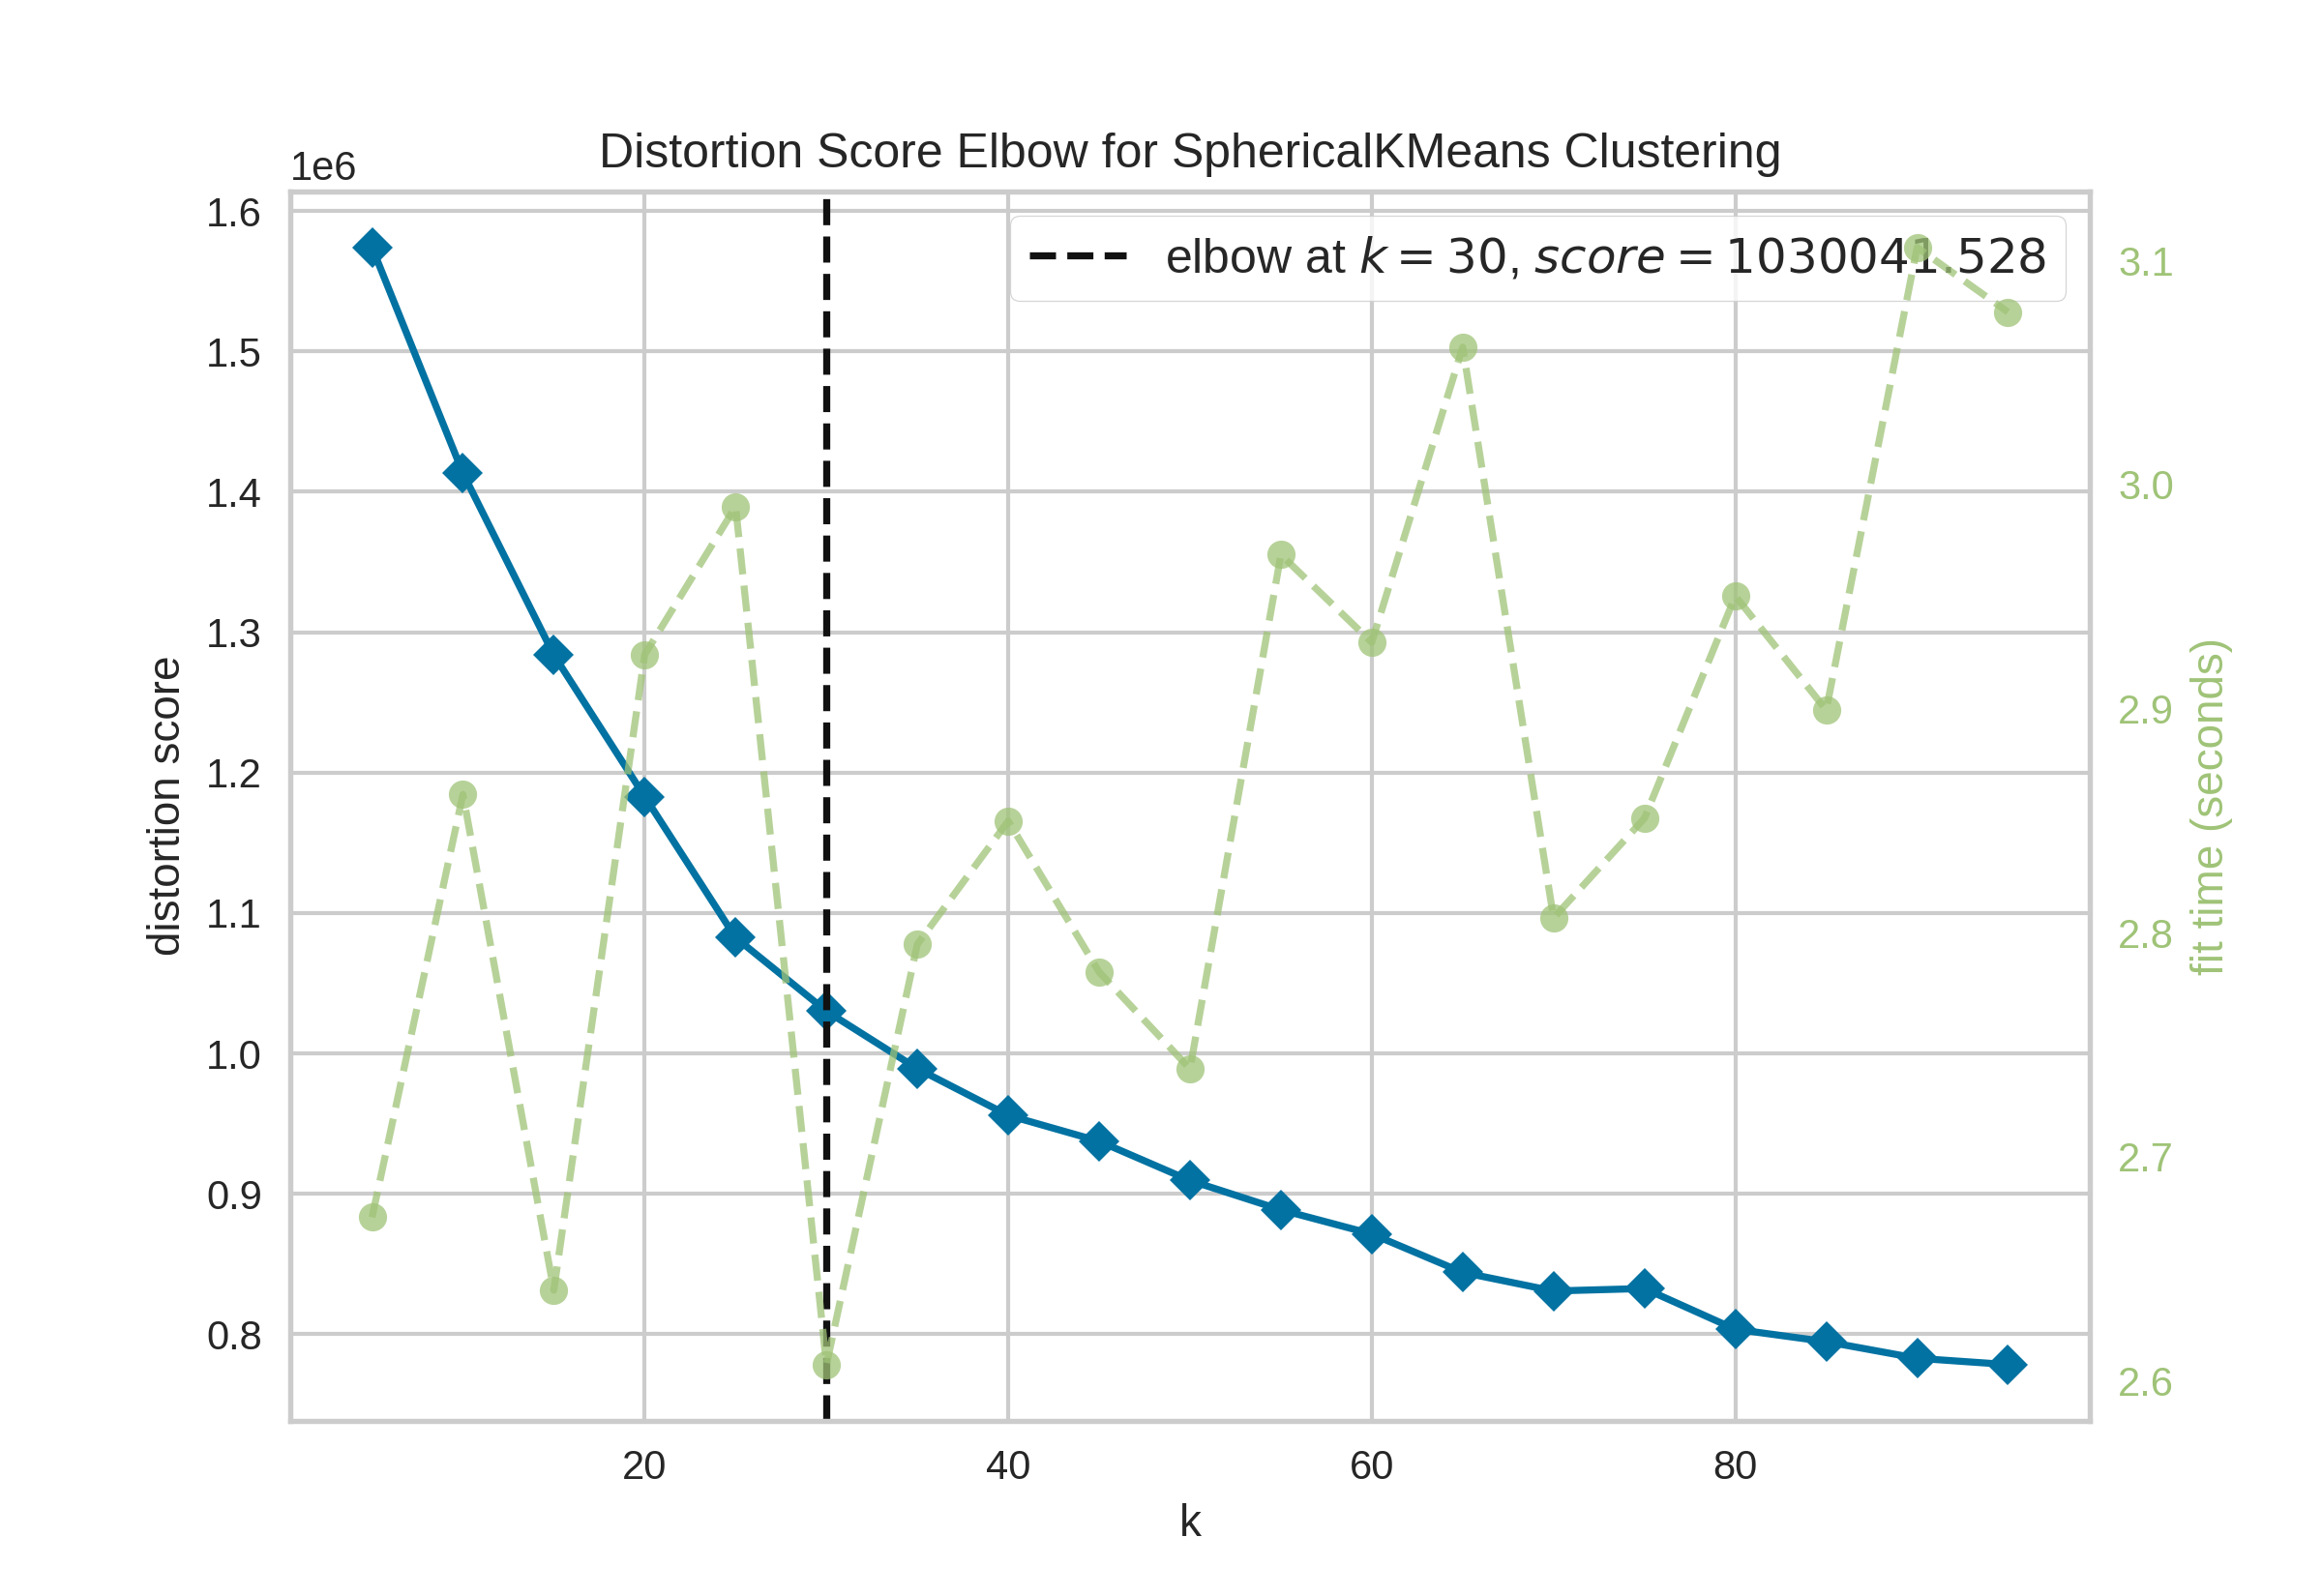 Distortion Score Elbow for SphericalKMeans Clustering
1e6
elbow at k = 30, score = 1030041.528
1.6
1.5
1.4
1.3
1.2
1.1
1.0
0.9
0.8
distortion score
3.1
3.0
2.9
2.8
2.7
2.6
fit time (seconds)
20 40 60 80
k